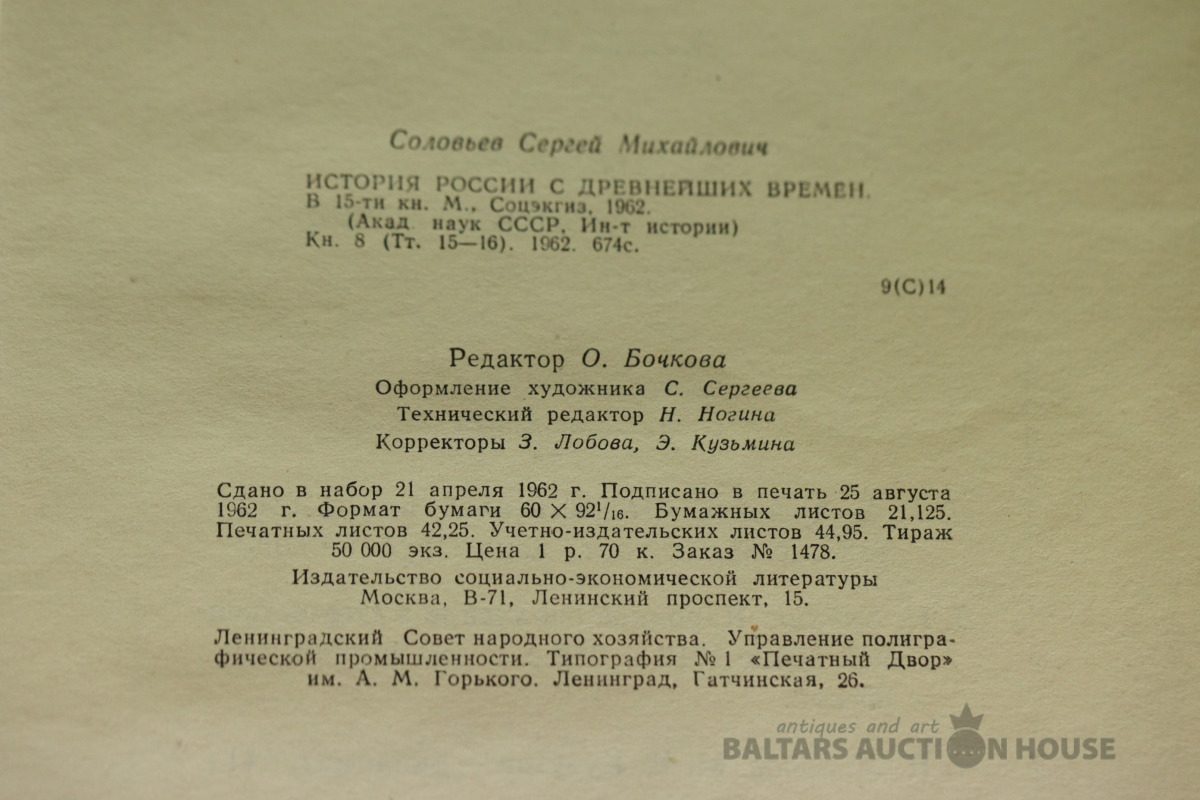 Соловьев Сергей Михайлович
ИСТОРИЯ РОССИИ С ДРЕВНЕЙШИХ ВРЕМЕН.
В 15-ти кн. М., Соцэкгиз, 1962.
(Акад. наук СССР, Ин-т истории)
Кн. 8 (Тт. 15—16). 1962. 674с.
9(С)14
Редактор О. Бочкова
Оформление художника С. Сергеева
Технический редактор Н. Ногина
Корректоры З. Лобова, Э. Кузьмина
Сдано в набор 21 апреля 1962 г. Подписано в печать 25 августа
1962 г. Формат бумаги 60 × 92¹/₁₆. Бумажных листов 21,125.
Печатных листов 42,25. Учетно-издательских листов 44,95. Тираж
50 000 экз. Цена 1 р. 70 к. Заказ № 1478.
Издательство социально-экономической литературы
Москва, В-71, Ленинский проспект, 15.
Ленинградский Совет народного хозяйства. Управление полигра-
фической промышленности. Типография № 1 «Печатный Двор»
им. А. М. Горького. Ленинград, Гатчинская, 26.
antiques and art
BALTARS AUCTION HOUSE